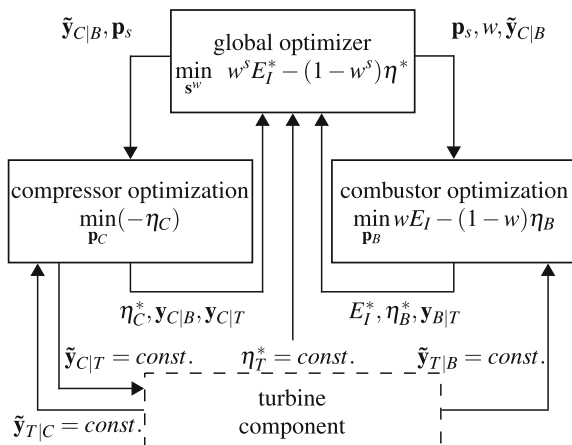 ỹ_{C|B}, p_s
p_s, w, ỹ_{C|B}
global optimizer
min_{s^w} w^s E_I^* − (1 − w^s)η^*
compressor optimization
min_{p_C} (−η_C)
combustor optimization
min_{p_B} wE_I − (1 − w)η_B
η_C^*, y_{C|B}, y_{C|T}
E_I^*, η_B^*, y_{B|T}
ỹ_{C|T} = const.
η_T^* = const.
ỹ_{T|B} = const.
ỹ_{T|C} = const.
turbine
component